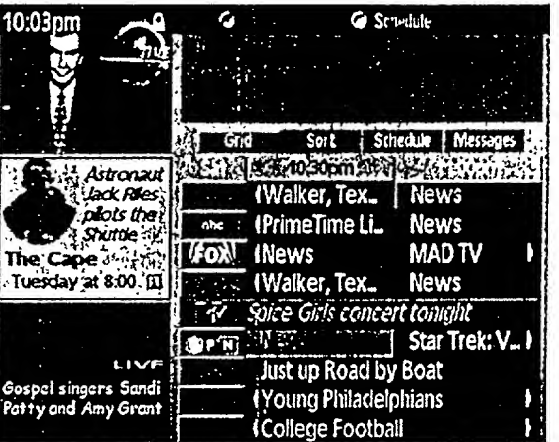 10:03pm
Schedule
Grid Sort Schedule Messages
10:30pm
Walker, Tex... News
abc PrimeTime Li... News
FOX News MAD TV
Walker, Tex... News
Spice Girls concert tonight
Star Trek: V...
Just up Road by Boat
Young Philadelphians
College Football
Astronaut
Jack Riles
pilots the
Shuttle
The Cape
Tuesday at 8:00
LIVE
Gospel singers Sandi
Patty and Amy Grant